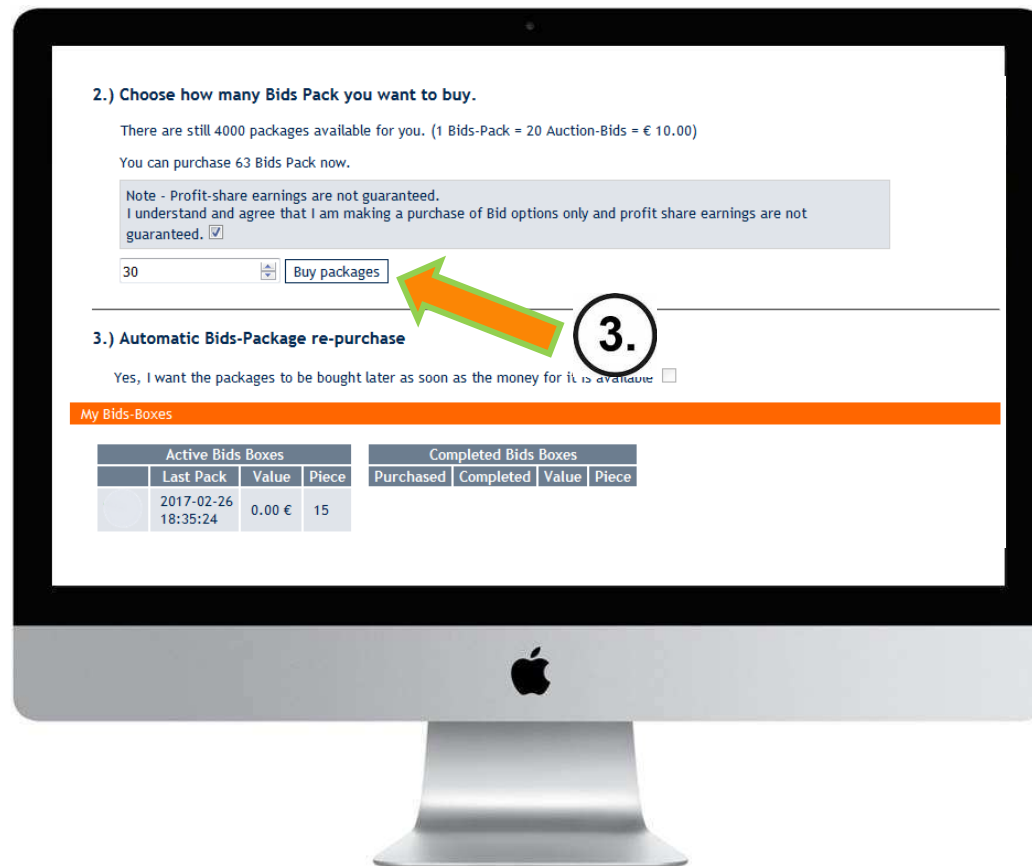 2.) Choose how many Bids Pack you want to buy.
There are still 4000 packages available for you. (1 Bids-Pack = 20 Auction-Bids = € 10.00)
You can purchase 63 Bids Pack now.
Note - Profit-share earnings are not guaranteed.
I understand and agree that I am making a purchase of Bid options only and profit share earnings are not
guaranteed.
30 Buy packages
3.
3.) Automatic Bids-Package re-purchase
Yes, I want the packages to be bought later as soon as the money for it is available
My Bids-Boxes
Active Bids Boxes
Last Pack Value Piece
2017-02-26
18:35:24
0.00 € 15
Completed Bids Boxes
Purchased Completed Value Piece